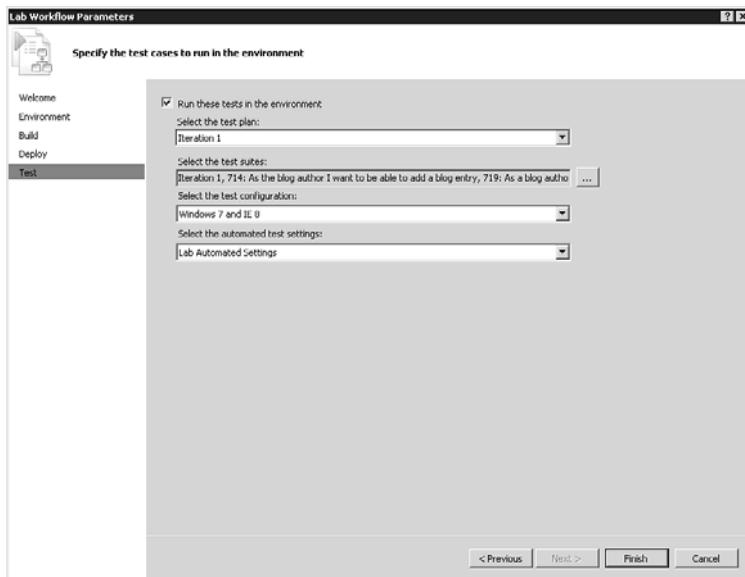 Lab Workflow Parameters
Specify the test cases to run in the environment
Welcome
Environment
Build
Deploy
Test
Run these tests in the environment
Select the test plan:
Iteration 1
Select the test suites:
Iteration 1, 714: As the blog author I want to be able to add a blog entry, 719: As a blog autho
...
Select the test configuration:
Windows 7 and IE 8
Select the automated test settings:
Lab Automated Settings
< Previous
Next >
Finish
Cancel